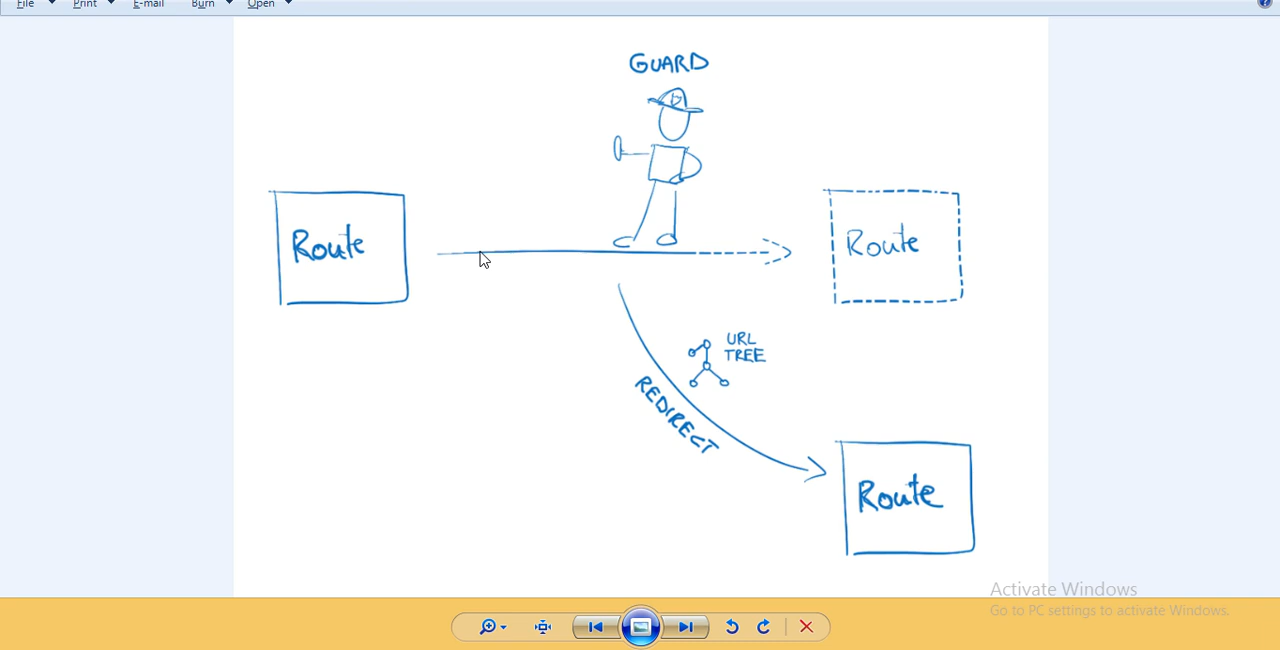 File Print E-mail Burn Open
GUARD
Route
Route
URL
TREE
REDIRECT
Route
Activate Windows
Go to PC settings to activate Windows.